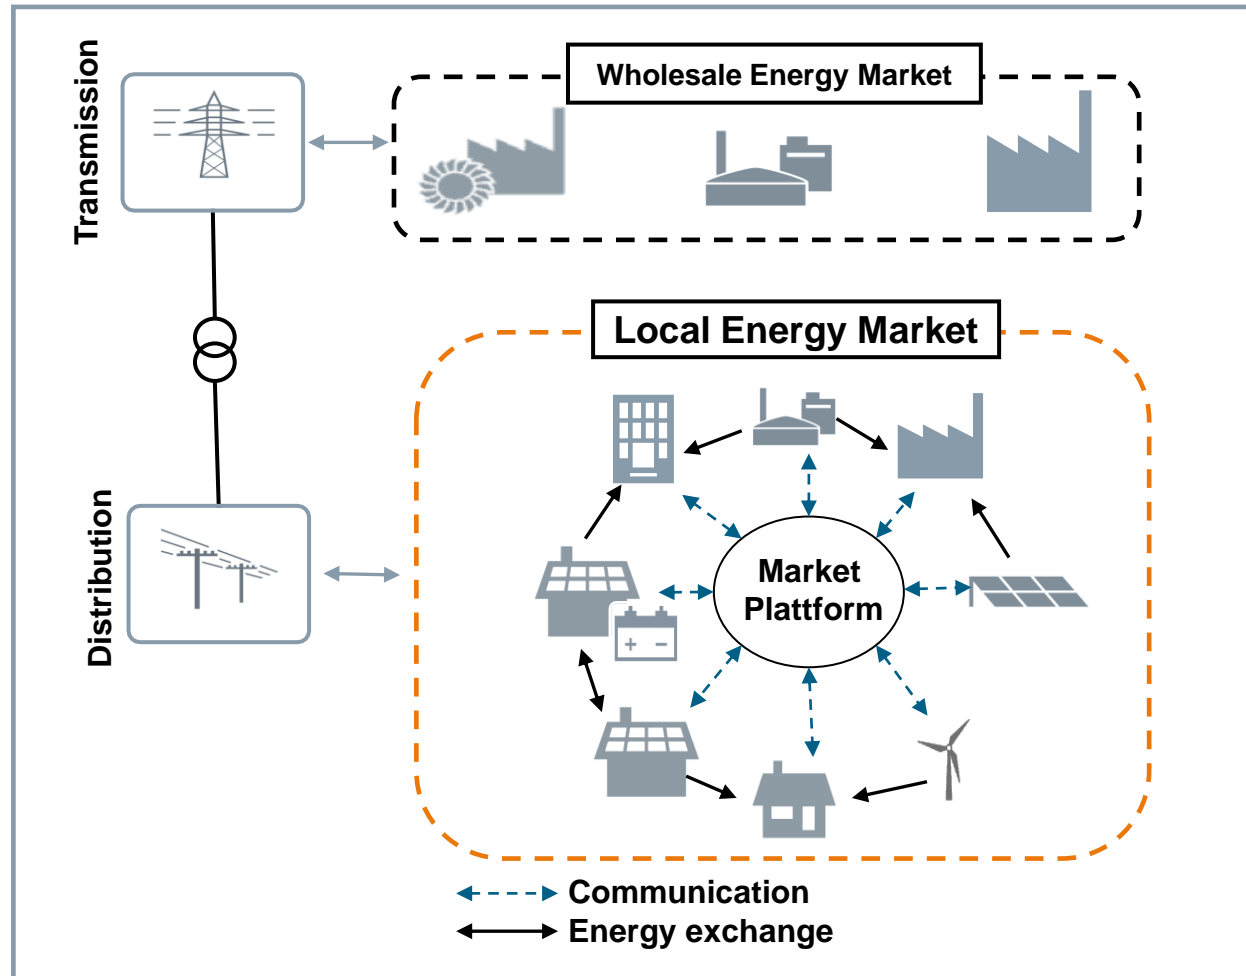 Transmission
Wholesale Energy Market
Local Energy Market
Distribution
Market
Plattform
+ −
Communication
Energy exchange